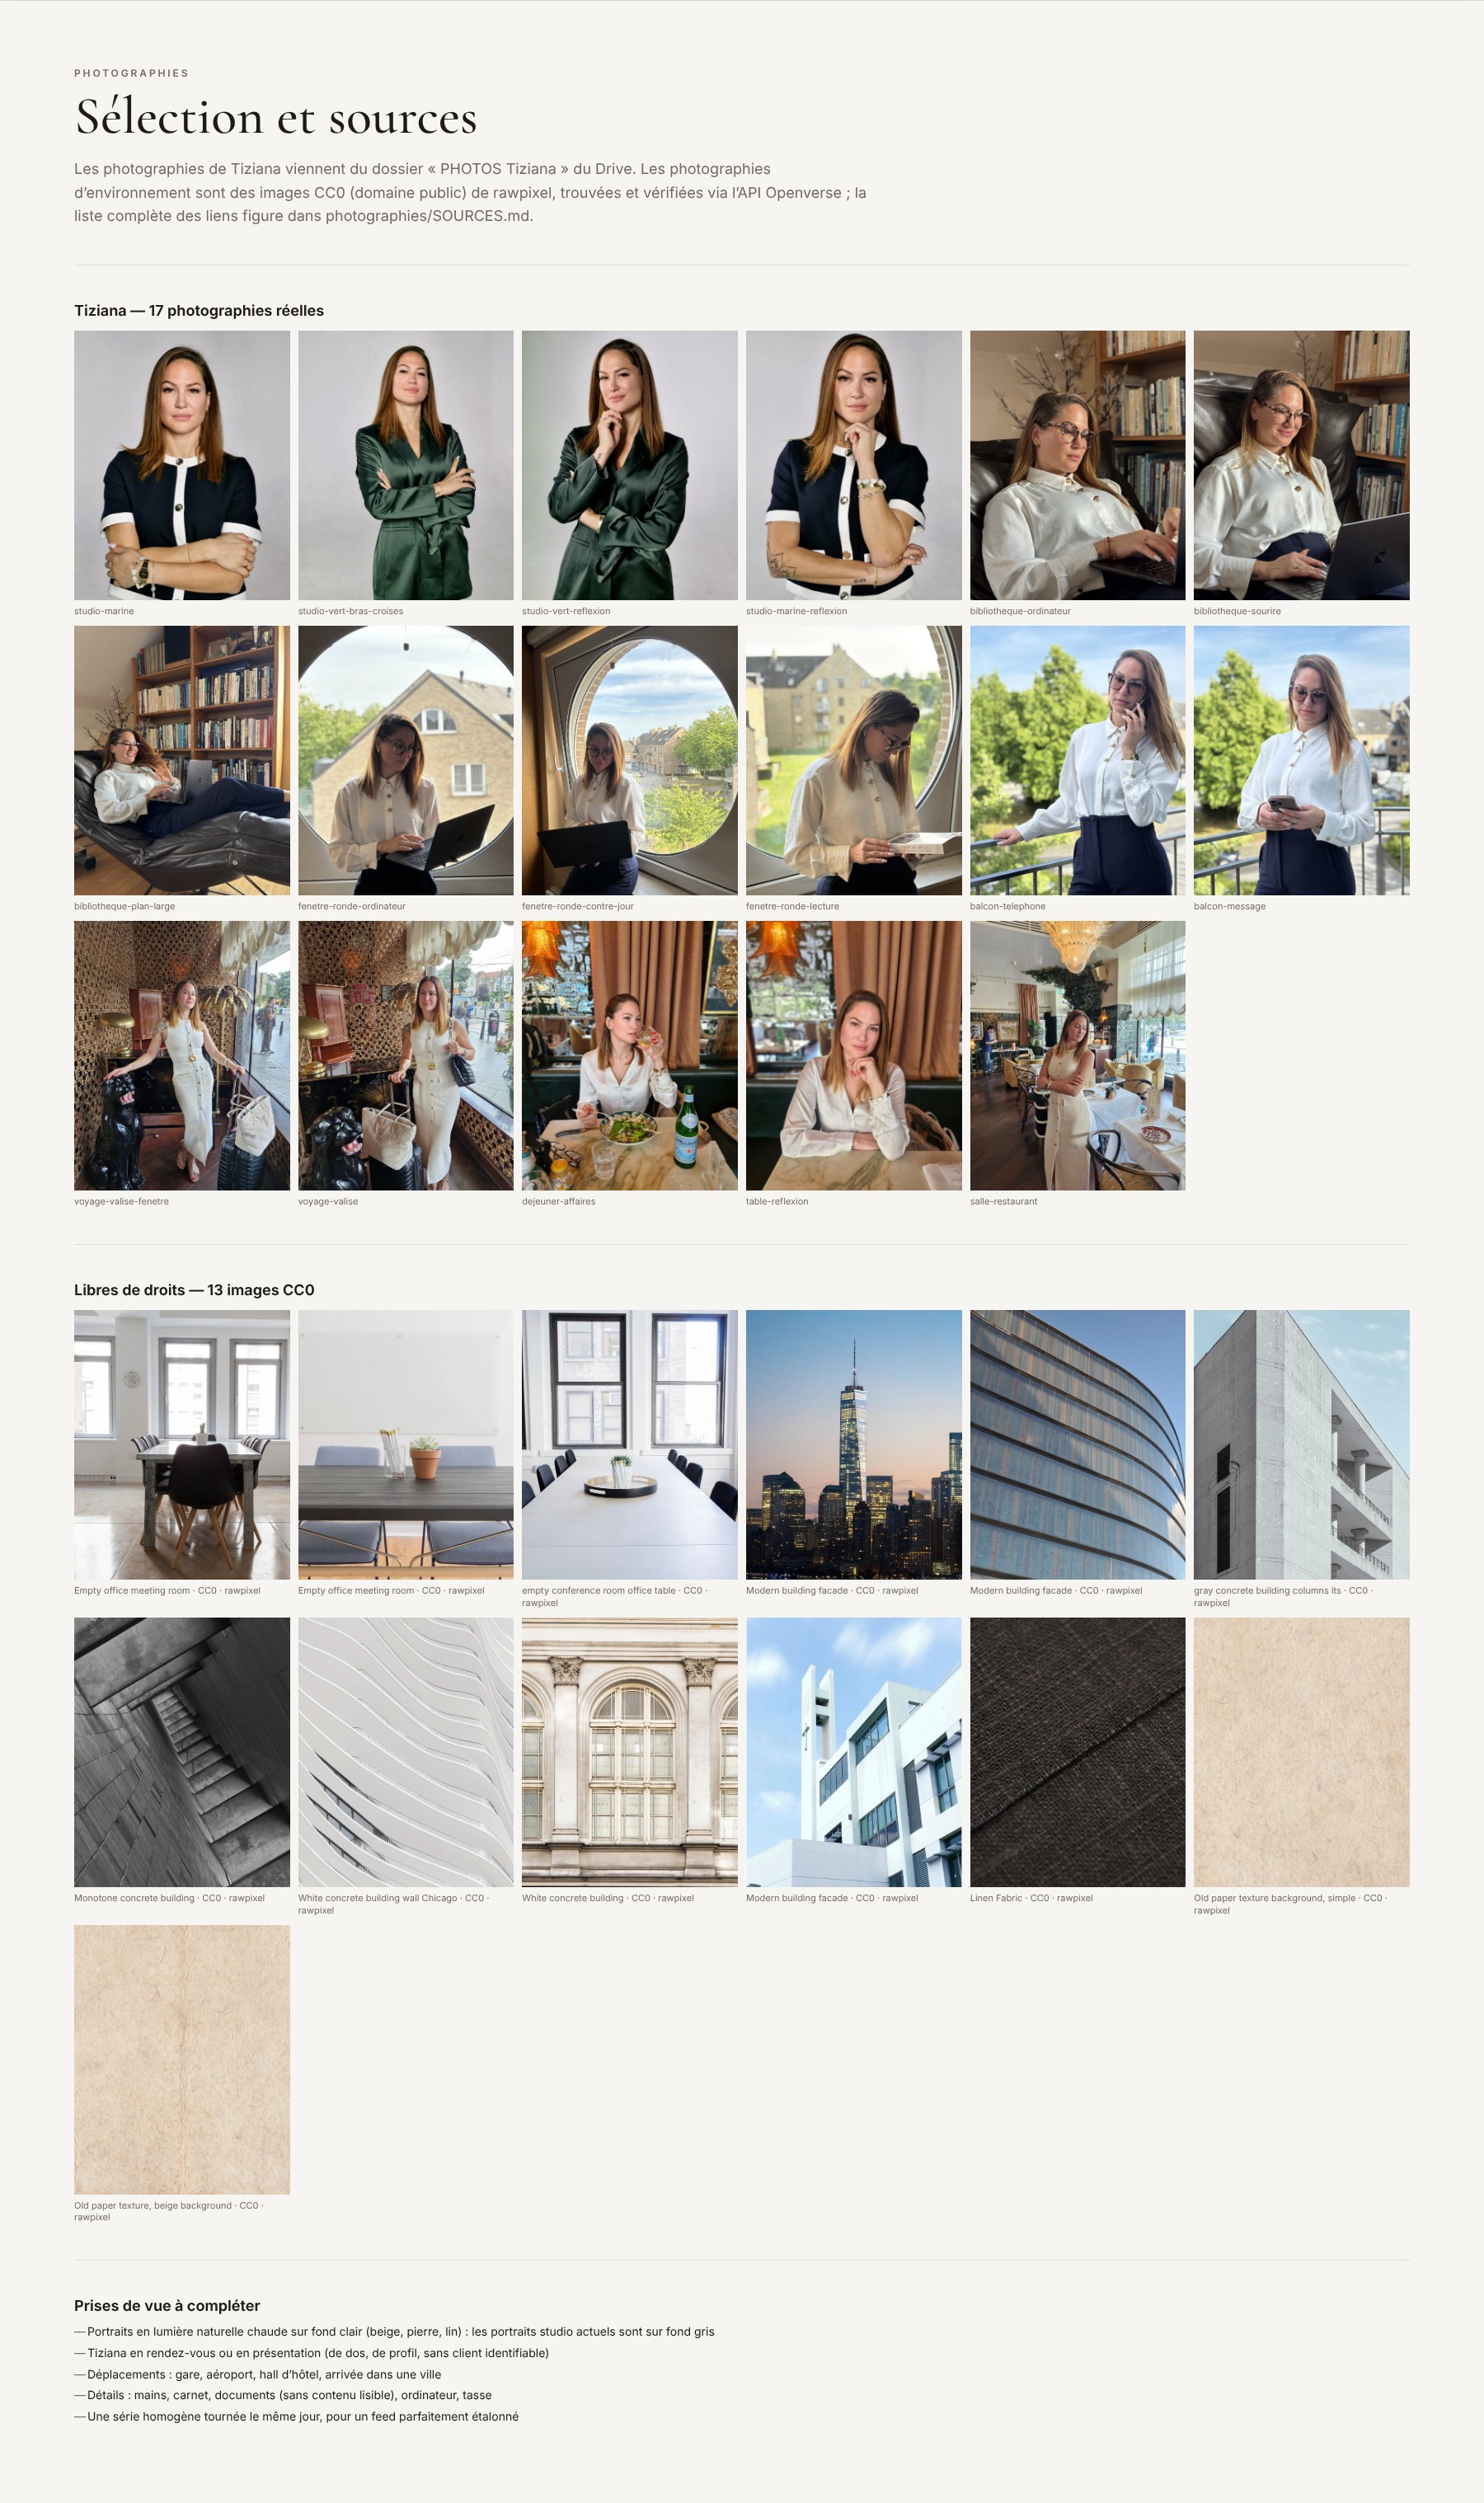 PHOTOGRAPHIES
Sélection et sources
Les photographies de Tiziana viennent du dossier « PHOTOS Tiziana » du Drive. Les photographies
d’environnement sont des images CC0 (domaine public) de rawpixel, trouvées et vérifiées via l’API Openverse ; la
liste complète des liens figure dans photographies/SOURCES.md.
Tiziana — 17 photographies réelles
studio-marine
studio-vert-bras-croises
studio-vert-reflexion
studio-marine-reflexion
bibliotheque-ordinateur
bibliotheque-sourire
bibliotheque-plan-large
fenetre-ronde-ordinateur
fenetre-ronde-contre-jour
fenetre-ronde-lecture
balcon-telephone
balcon-message
voyage-valise-fenetre
voyage-valise
dejeuner-affaires
table-reflexion
salle-restaurant
Libres de droits — 13 images CC0
Empty office meeting room · CC0 · rawpixel
Empty office meeting room · CC0 · rawpixel
empty conference room office table · CC0 ·
rawpixel
Modern building facade · CC0 · rawpixel
Modern building facade · CC0 · rawpixel
gray concrete building columns its · CC0 ·
rawpixel
Monotone concrete building · CC0 · rawpixel
White concrete building wall Chicago · CC0 ·
rawpixel
White concrete building · CC0 · rawpixel
Modern building facade · CC0 · rawpixel
Linen Fabric · CC0 · rawpixel
Old paper texture background, simple · CC0 ·
rawpixel
Old paper texture, beige background · CC0 ·
rawpixel
Prises de vue à compléter
—Portraits en lumière naturelle chaude sur fond clair (beige, pierre, lin) : les portraits studio actuels sont sur fond gris
—Tiziana en rendez-vous ou en présentation (de dos, de profil, sans client identifiable)
—Déplacements : gare, aéroport, hall d’hôtel, arrivée dans une ville
—Détails : mains, carnet, documents (sans contenu lisible), ordinateur, tasse
—Une série homogène tournée le même jour, pour un feed parfaitement étalonné